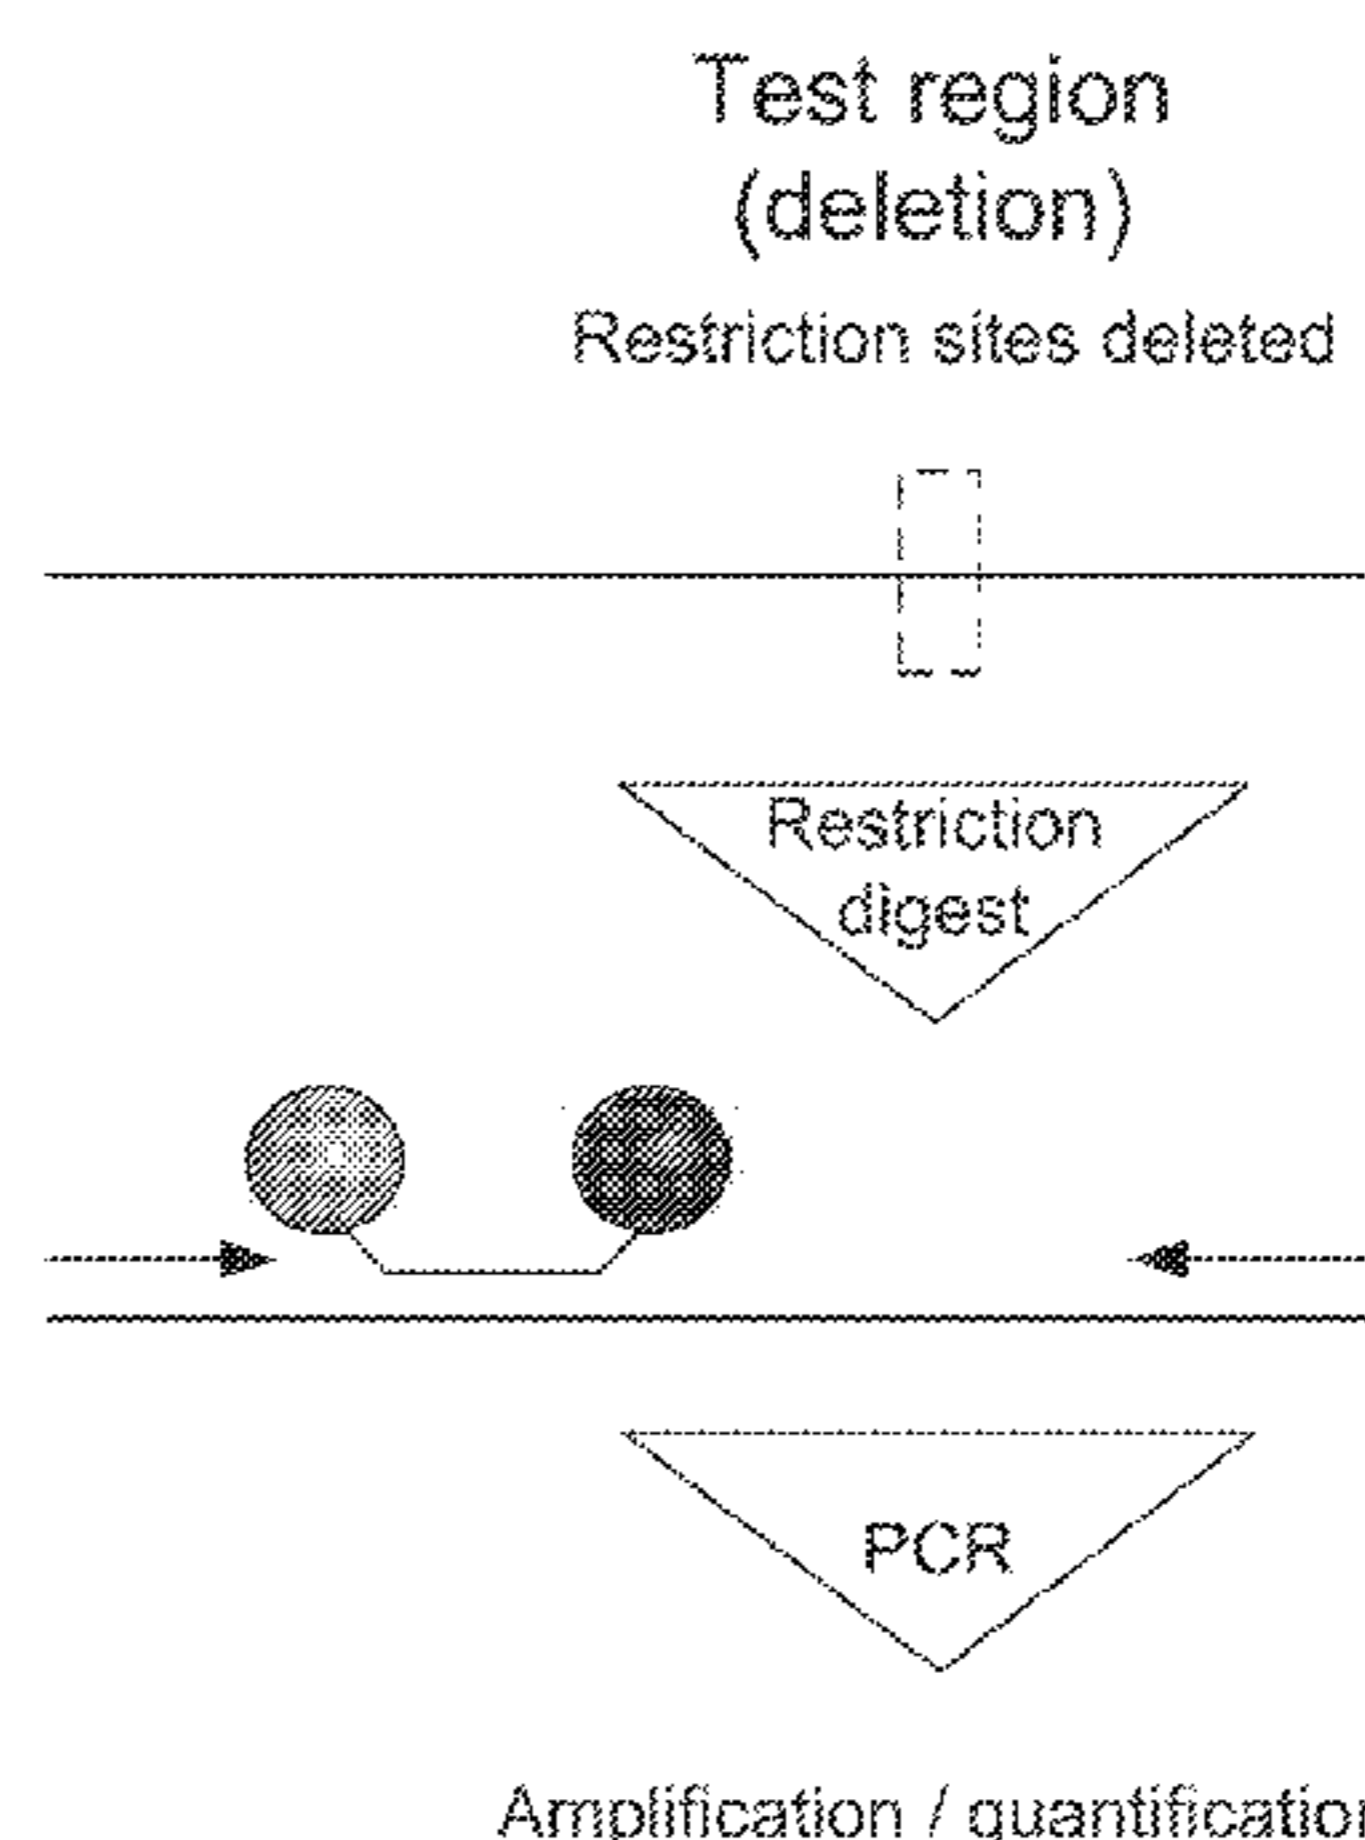 Test region
(deletion)
Restriction sites deleted
Restriction
digest
PCR
Amplification / quantification